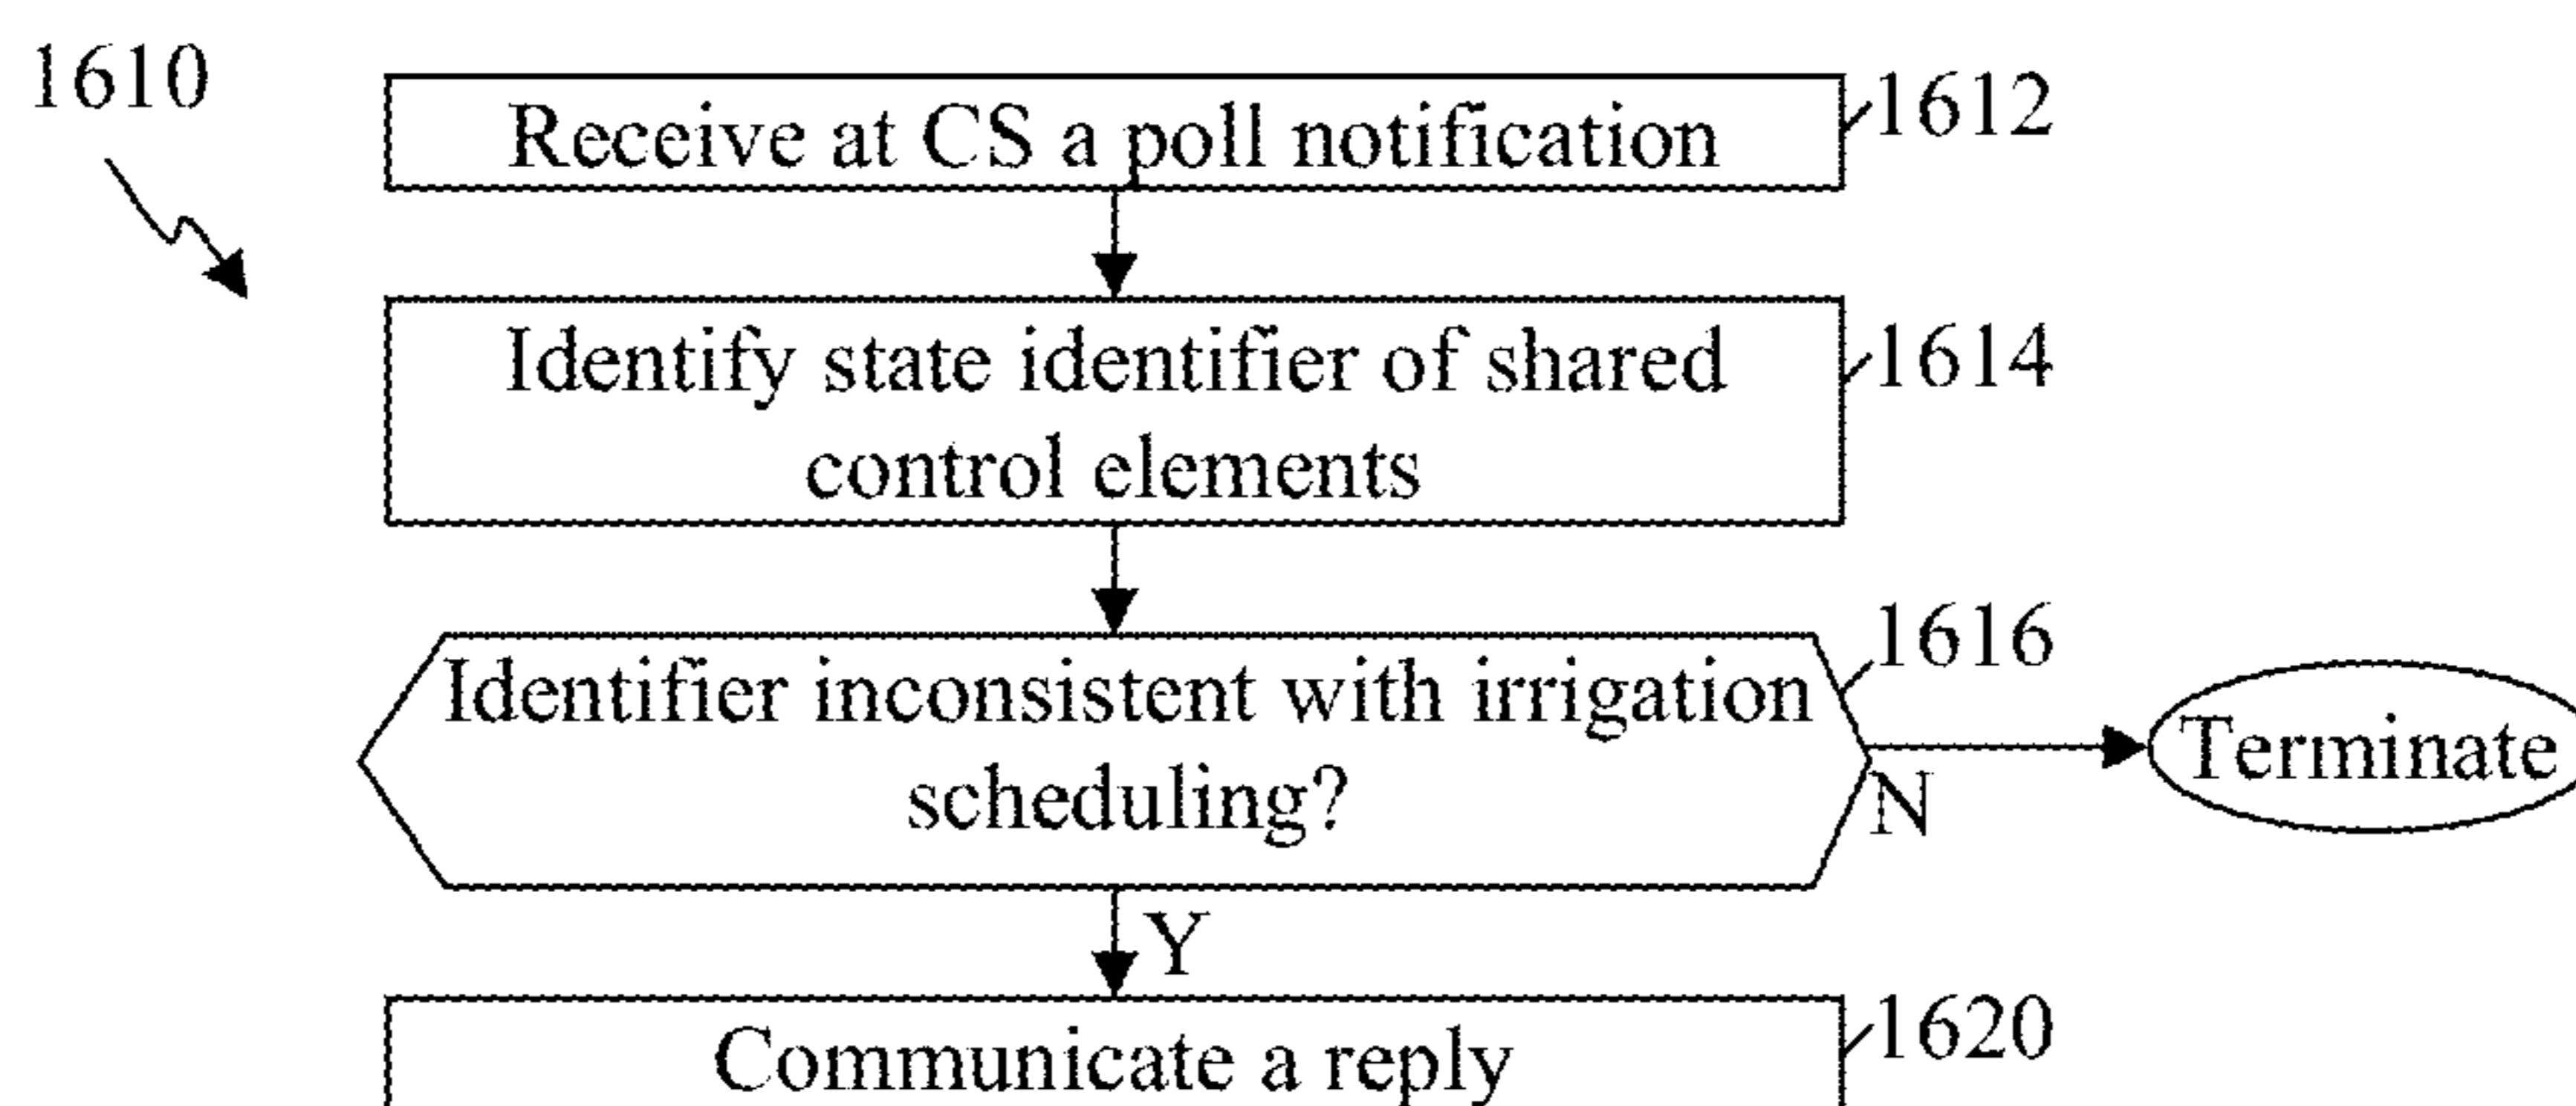 1610
Receive at CS a poll notification
1612
Identify state identifier of shared
control elements
1614
Identifier inconsistent with irrigation
scheduling?
1616
N
Terminate
Y
Communicate a reply
1620